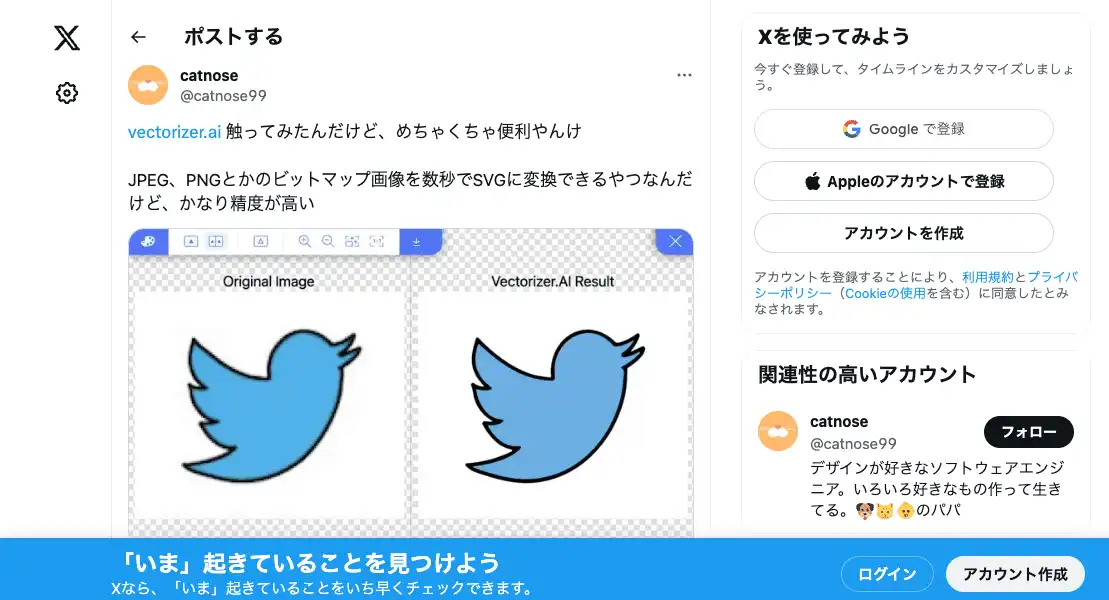 ポストする
catnose
@catnose99
vectorizer.ai 触ってみたんだけど、めちゃくちゃ便利やんけ
JPEG、PNGとかのビットマップ画像を数秒でSVGに変換できるやつなんだ
けど、かなり精度が高い
Original Image
Vectorizer.AI Result
Xを使ってみよう
今すぐ登録して、タイムラインをカスタマイズしましょ
う。
Google で登録
Appleのアカウントで登録
アカウントを作成
アカウントを登録することにより、利用規約とプライバ
シーポリシー（Cookieの使用を含む）に同意したとみ
なされます。
関連性の高いアカウント
catnose
@catnose99
フォロー
デザインが好きなソフトウェアエンジ
ニア。いろいろ好きなもの作って生き
てる。🐶🐱🐥のパパ
「いま」起きていることを見つけよう
Xなら、「いま」起きていることをいち早くチェックできます。
ログイン
アカウント作成